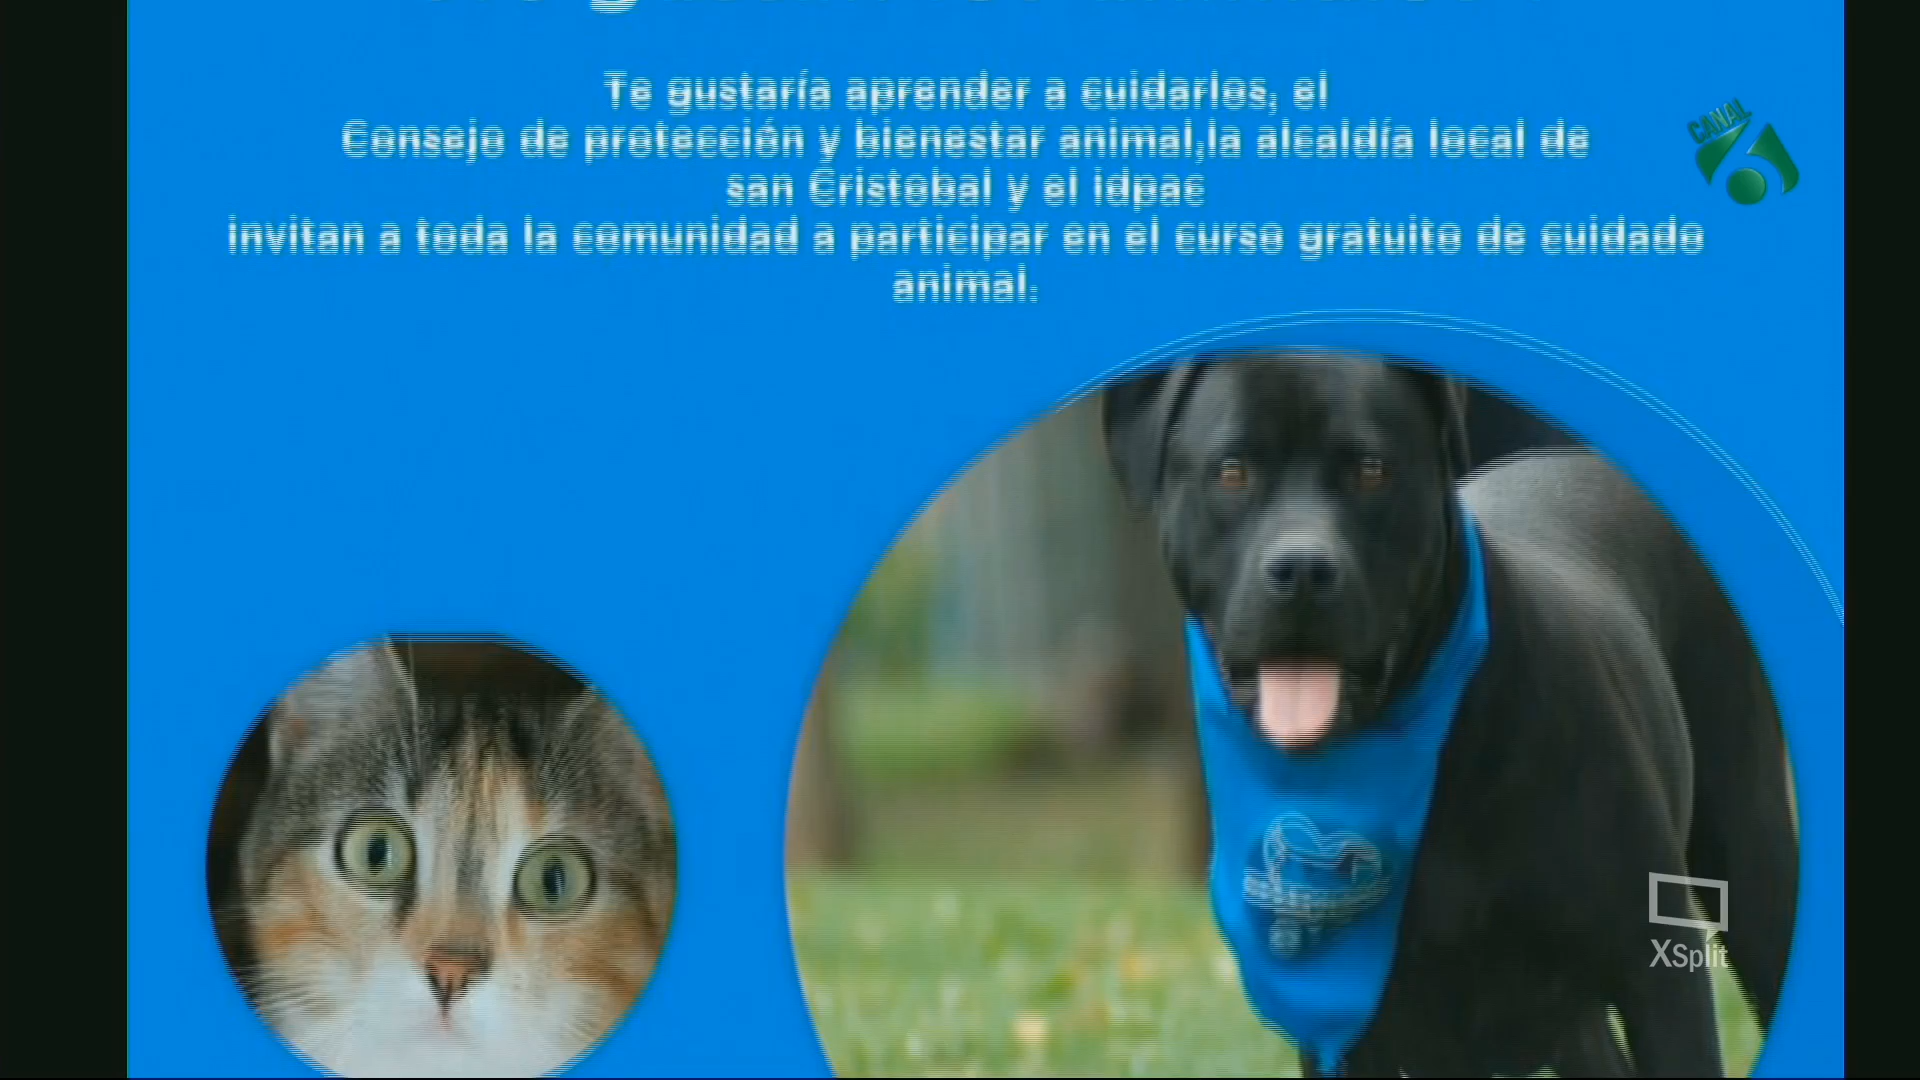 Te gustaría aprender a cuidarlos, el
Consejo de protección y bienestar animal,la alcaldía local de
san Cristobal y el idpac
invitan a toda la comunidad a participar en el curso gratuito de cuidado
animal.
CANAL
XSplit